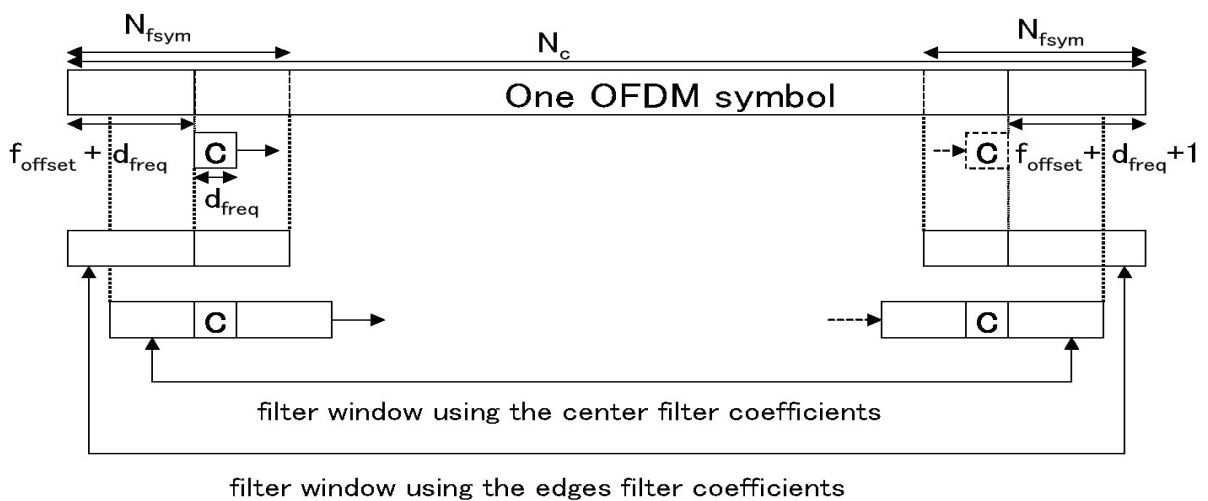 N_fsym
N_c
N_fsym
One OFDM symbol
f_offset + d_freq
C
C
f_offset + d_freq+1
d_freq
C
C
filter window using the center filter coefficients
filter window using the edges filter coefficients